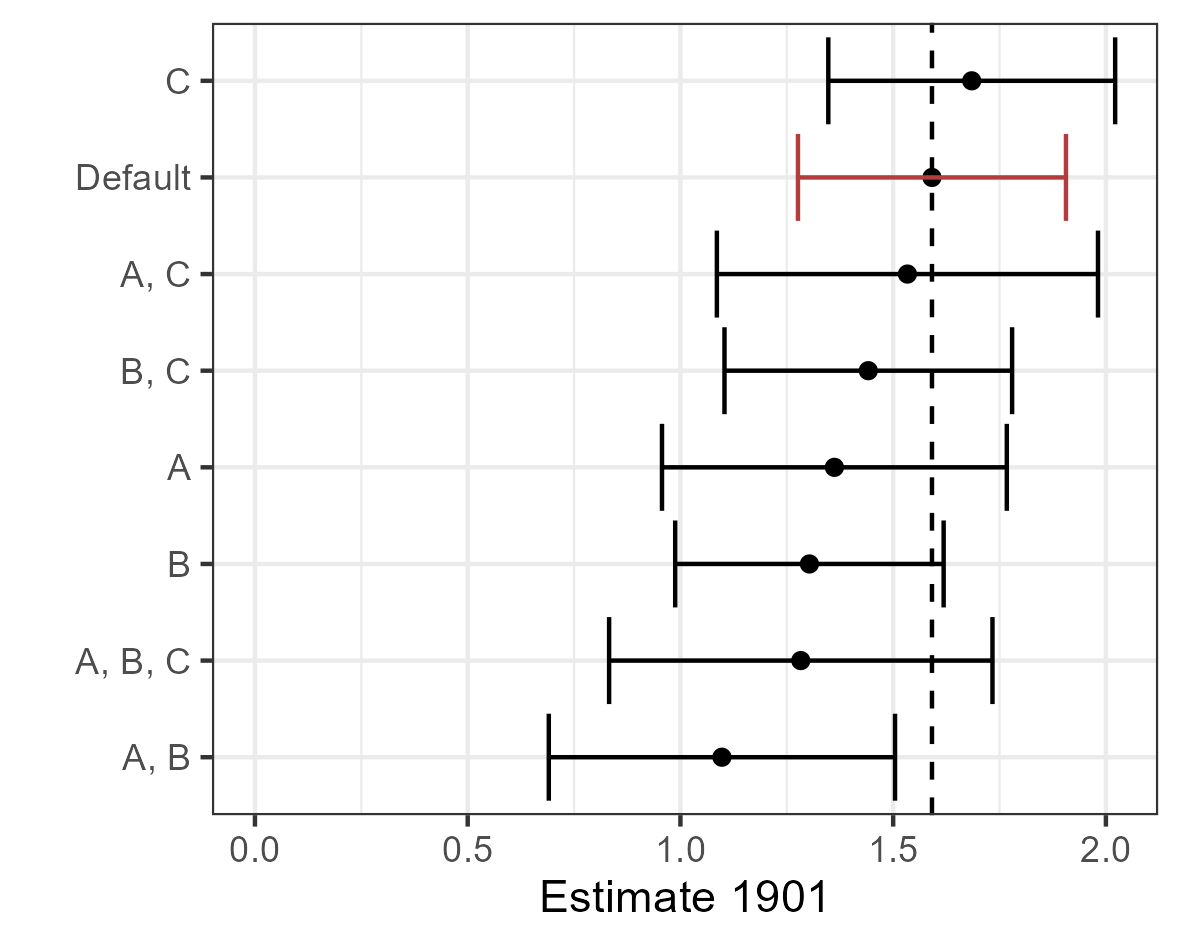 C
Default
A, C
B, C
A
B
A, B, C
A, B
0.0 0.5 1.0 1.5 2.0
Estimate 1901